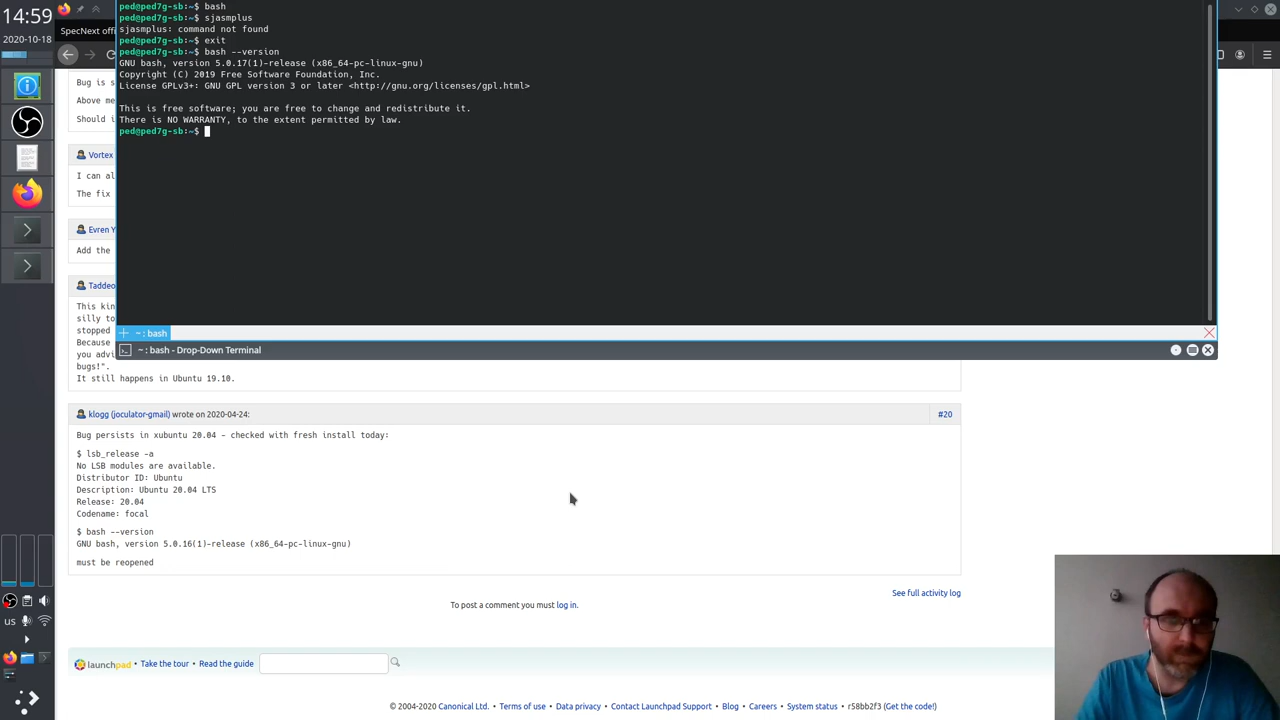 14:59
2020-10-18
SpecNext offi
ped@ped7g-sb:~$ bash
ped@ped7g-sb:~$ sjasmplus
sjasmplus: command not found
ped@ped7g-sb:~$ exit
ped@ped7g-sb:~$ bash --version
GNU bash, version 5.0.17(1)-release (x86_64-pc-linux-gnu)
Copyright (C) 2019 Free Software Foundation, Inc.
License GPLv3+: GNU GPL version 3 or later <http://gnu.org/licenses/gpl.html>
This is free software; you are free to change and redistribute it.
There is NO WARRANTY, to the extent permitted by law.
ped@ped7g-sb:~$
~ : bash
~ : bash - Drop-Down Terminal
Bug is s
Above me
Should i
Vortex
I can al
The fix
Evren Y
Add the
Taddeo
This kin
silly to
stopped
Because
you advi
bugs!".
It still happens in Ubuntu 19.10.
klogg (joculator-gmail) wrote on 2020-04-24: #20
Bug persists in xubuntu 20.04 - checked with fresh install today:
$ lsb_release -a
No LSB modules are available.
Distributor ID: Ubuntu
Description: Ubuntu 20.04 LTS
Release: 20.04
Codename: focal
$ bash --version
GNU bash, version 5.0.16(1)-release (x86_64-pc-linux-gnu)
must be reopened
See full activity log
To post a comment you must log in.
us
launchpad • Take the tour • Read the guide
© 2004-2020 Canonical Ltd. • Terms of use • Data privacy • Contact Launchpad Support • Blog • Careers • System status • r58bb2f3 (Get the code!)